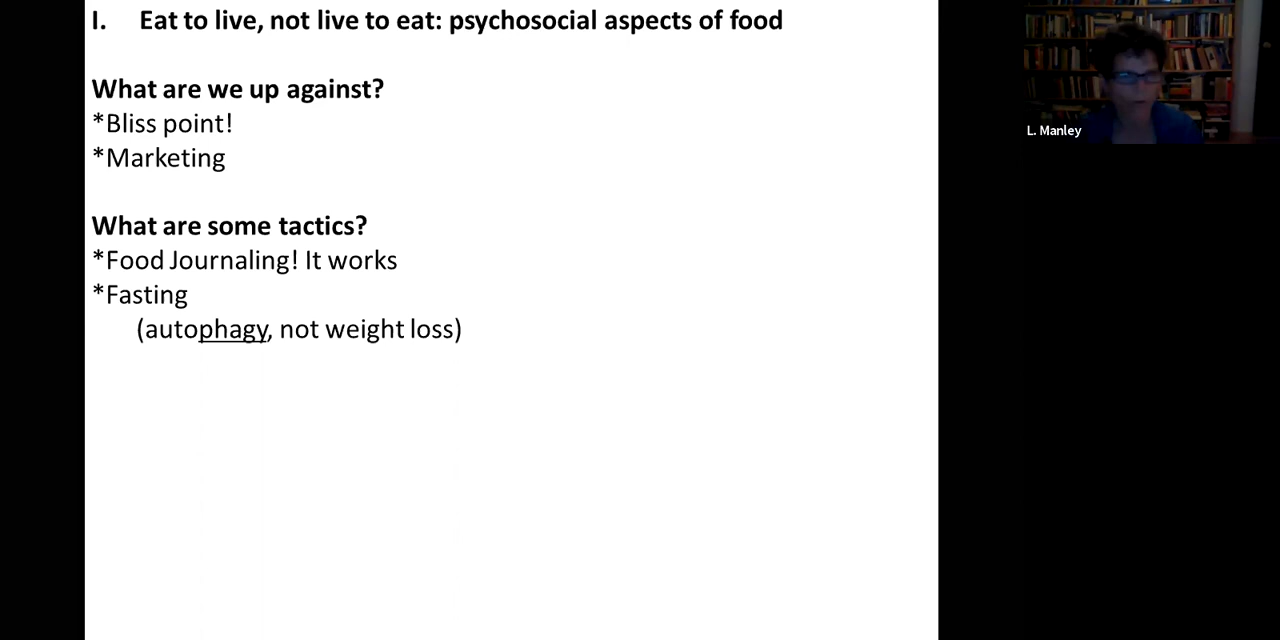 I. Eat to live, not live to eat: psychosocial aspects of food
What are we up against?
*Bliss point!
*Marketing
What are some tactics?
*Food Journaling! It works
*Fasting
(autophagy, not weight loss)
L. Manley